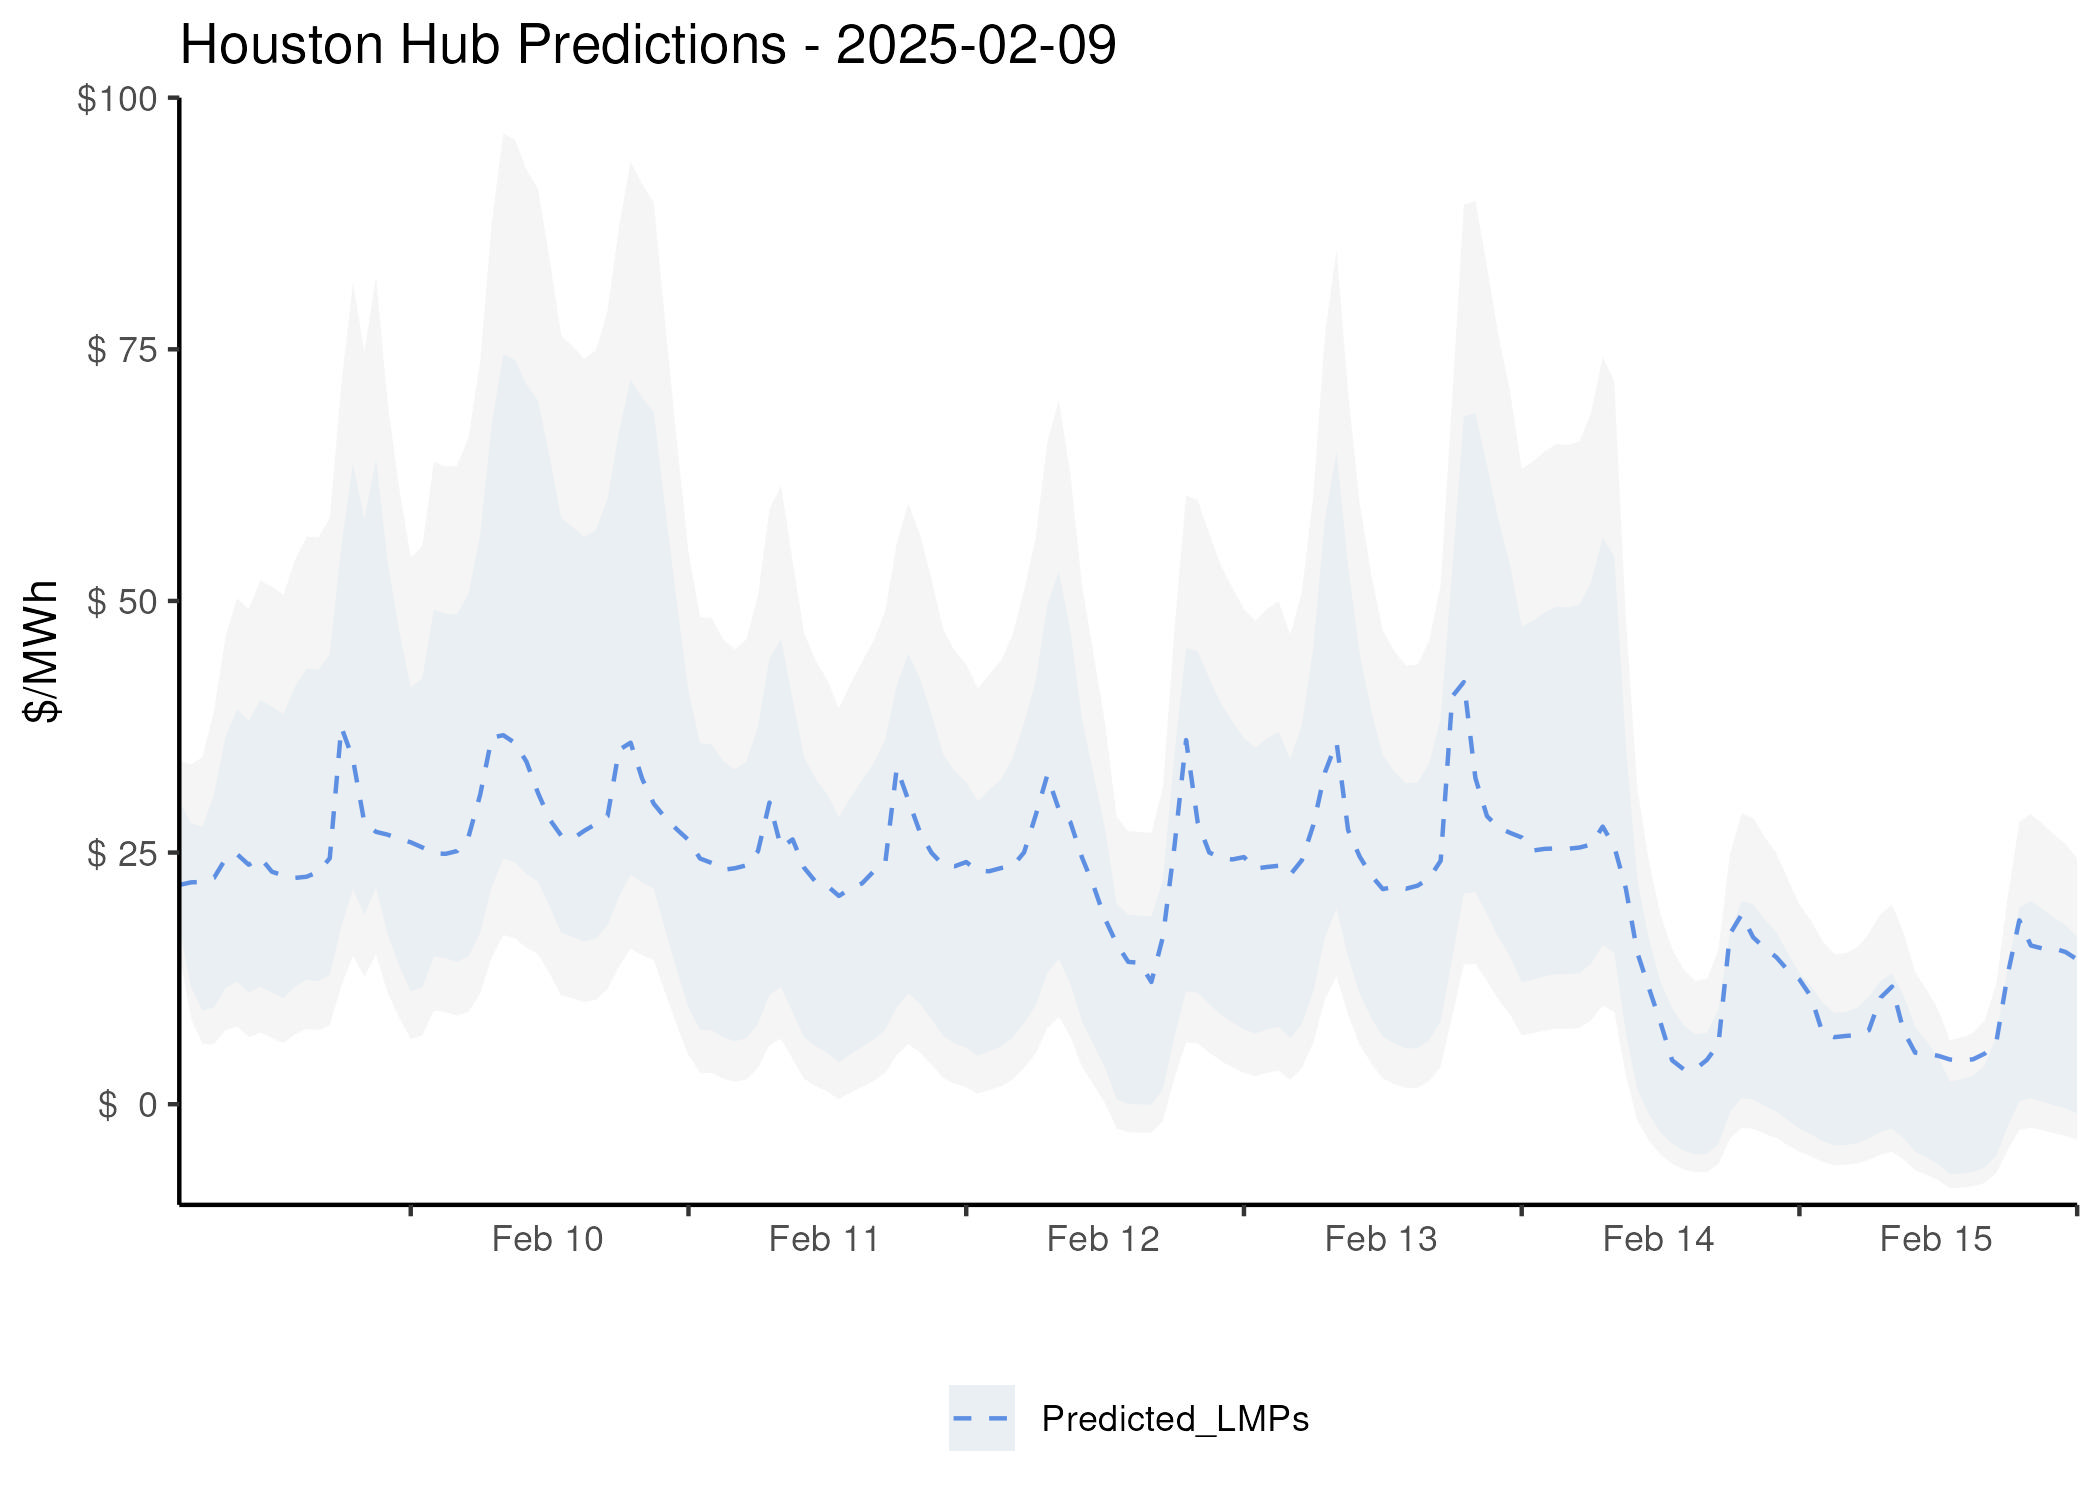 Houston Hub Predictions - 2025-02-09
$100
$ 75
$ 50
$ 25
$ 0
$/MWh
Feb 10 Feb 11 Feb 12 Feb 13 Feb 14 Feb 15
Predicted_LMPs